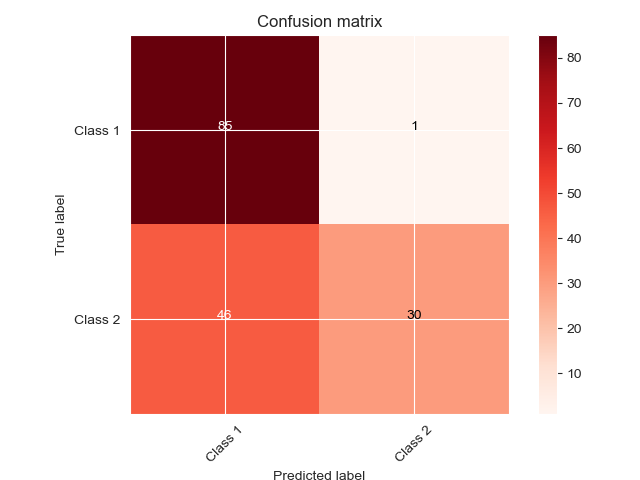 Confusion matrix
True label
Class 1
85
1
Class 2
46
30
Class 1
Class 2
Predicted label
80
70
60
50
40
30
20
10